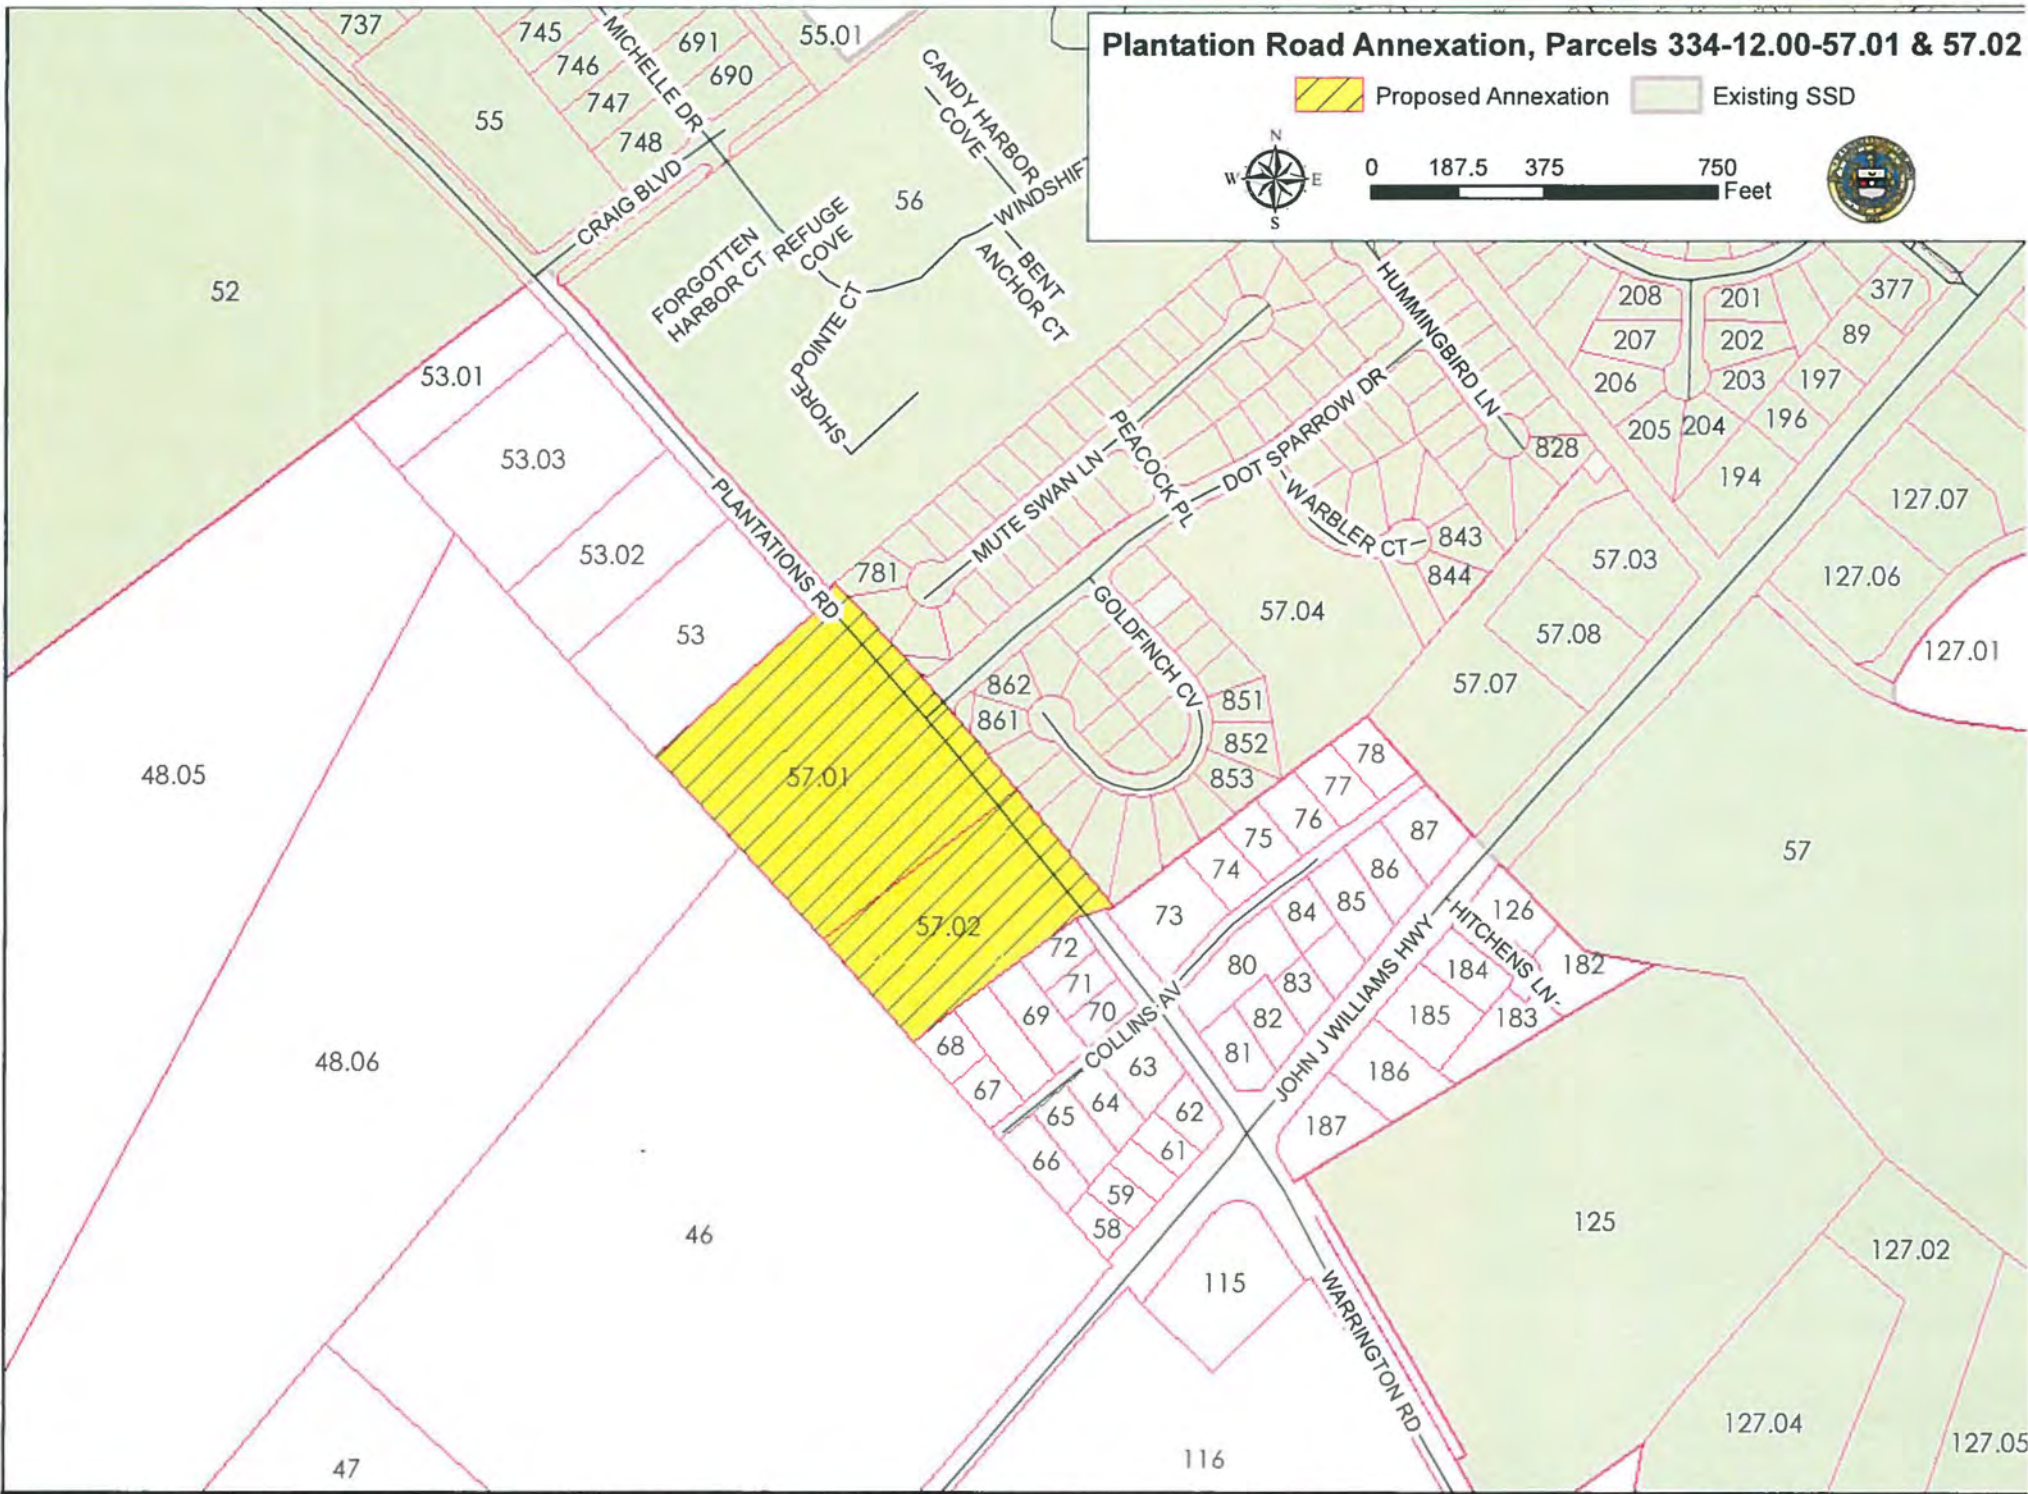 Plantation Road Annexation, Parcels 334-12.00-57.01 & 57.02
Proposed Annexation
Existing SSD
N
W E
S
0 187.5 375 750
Feet
737
745
746
747
748
691
690
55.01
55
56
52
MICHELLE DR
CRAIG BLVD
CANDY HARBOR
COVE
WINDSHIF
FORGOTTEN
HARBOR CT
REFUGE
COVE
BENT
ANCHOR CT
SHORE
POINTE CT
HUMMINGBIRD LN
208
201
377
207
202
89
206
203
197
205
204
196
194
828
53.01
53.03
53.02
53
PLANTATIONS RD
MUTE SWAN LN
PEACOCK PL
DOT SPARROW DR
WARBLER CT
843
844
781
GOLDFINCH CV
57.04
57.03
57.08
57.07
127.07
127.06
127.01
862
861
851
852
853
57.01
57.02
48.05
48.06
46
47
78
77
76
75
74
73
87
86
85
84
80
83
82
81
72
71
70
69
68
67
COLLINS AV
63
64
65
66
62
61
59
58
JOHN J WILLIAMS HWY
HITCHENS LN
126
182
184
183
185
186
187
57
125
115
116
WARRINGTON RD
127.02
127.04
127.05